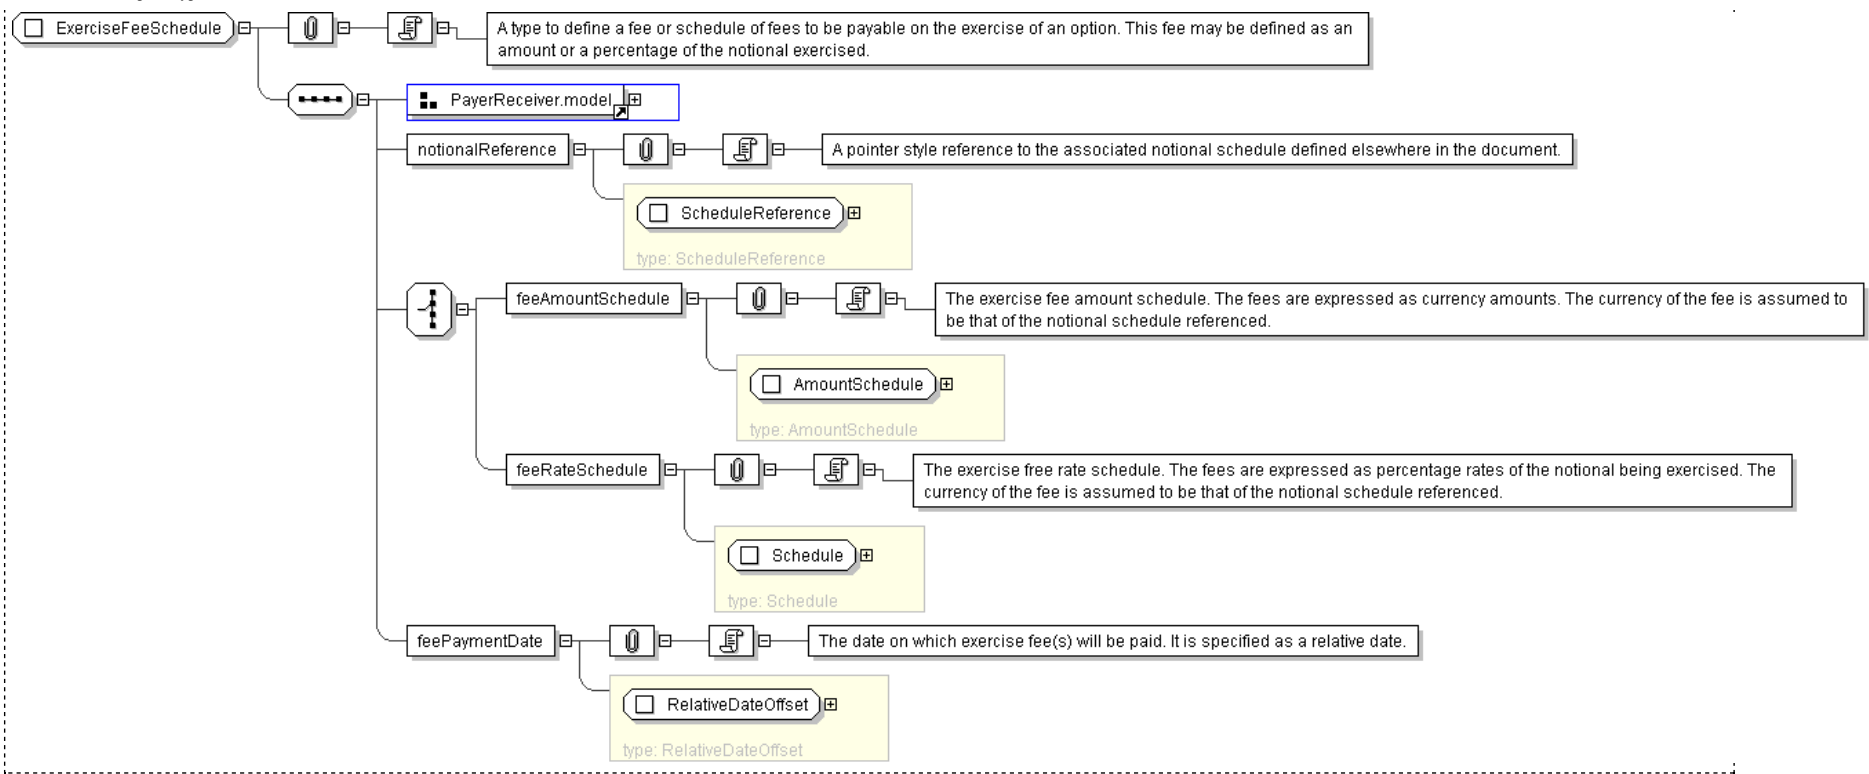 ExerciseFeeSchedule
A type to define a fee or schedule of fees to be payable on the exercise of an option. This fee may be defined as an
amount or a percentage of the notional exercised.
PayerReceiver.model
notionalReference
A pointer style reference to the associated notional schedule defined elsewhere in the document.
ScheduleReference
type: ScheduleReference
feeAmountSchedule
The exercise fee amount schedule. The fees are expressed as currency amounts. The currency of the fee is assumed to
be that of the notional schedule referenced.
AmountSchedule
type: AmountSchedule
feeRateSchedule
The exercise free rate schedule. The fees are expressed as percentage rates of the notional being exercised. The
currency of the fee is assumed to be that of the notional schedule referenced.
Schedule
type: Schedule
feePaymentDate
The date on which exercise fee(s) will be paid. It is specified as a relative date.
RelativeDateOffset
type: RelativeDateOffset